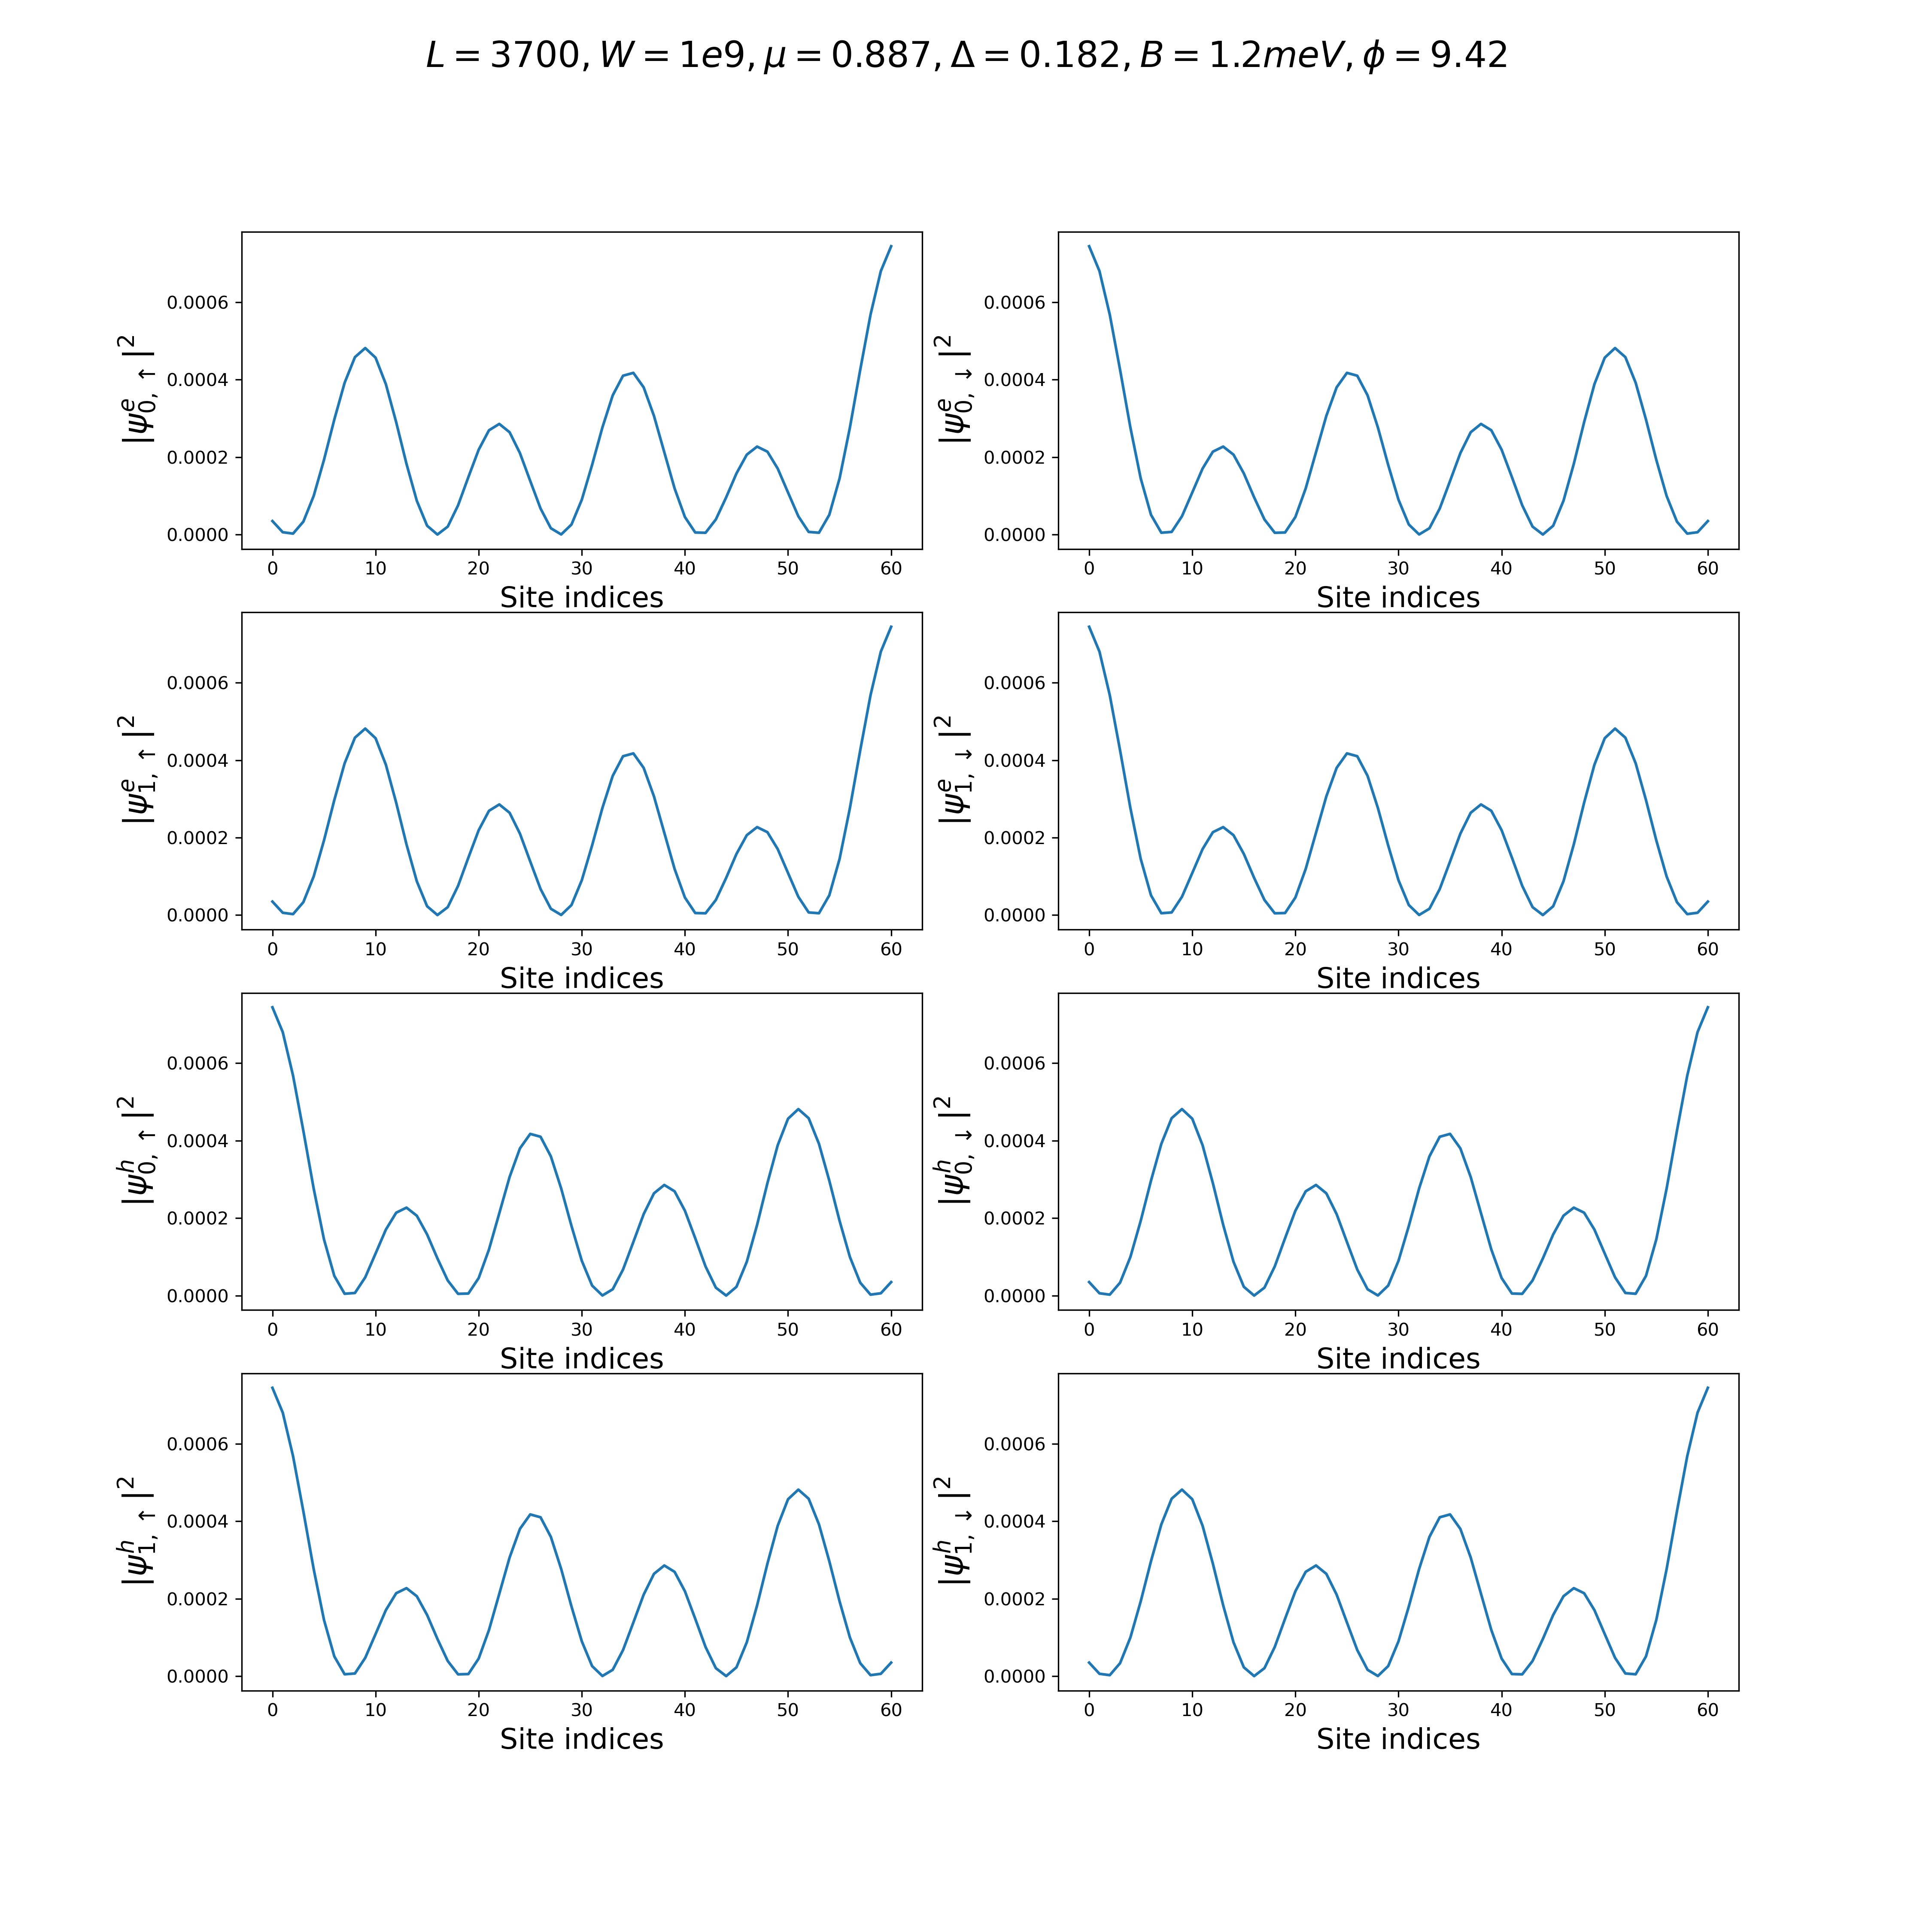 L = 3700, W = 1e9, μ = 0.887, Δ = 0.182, B = 1.2meV, ϕ = 9.42
|ψ^e_{0,↑}|^2
0.0006
0.0004
0.0002
0.0000
0 10 20 30 40 50 60
Site indices
|ψ^e_{0,↓}|^2
0.0006
0.0004
0.0002
0.0000
0 10 20 30 40 50 60
Site indices
|ψ^e_{1,↑}|^2
0.0006
0.0004
0.0002
0.0000
0 10 20 30 40 50 60
Site indices
|ψ^e_{1,↓}|^2
0.0006
0.0004
0.0002
0.0000
0 10 20 30 40 50 60
Site indices
|ψ^h_{0,↑}|^2
0.0006
0.0004
0.0002
0.0000
0 10 20 30 40 50 60
Site indices
|ψ^h_{0,↓}|^2
0.0006
0.0004
0.0002
0.0000
0 10 20 30 40 50 60
Site indices
|ψ^h_{1,↑}|^2
0.0006
0.0004
0.0002
0.0000
0 10 20 30 40 50 60
Site indices
|ψ^h_{1,↓}|^2
0.0006
0.0004
0.0002
0.0000
0 10 20 30 40 50 60
Site indices